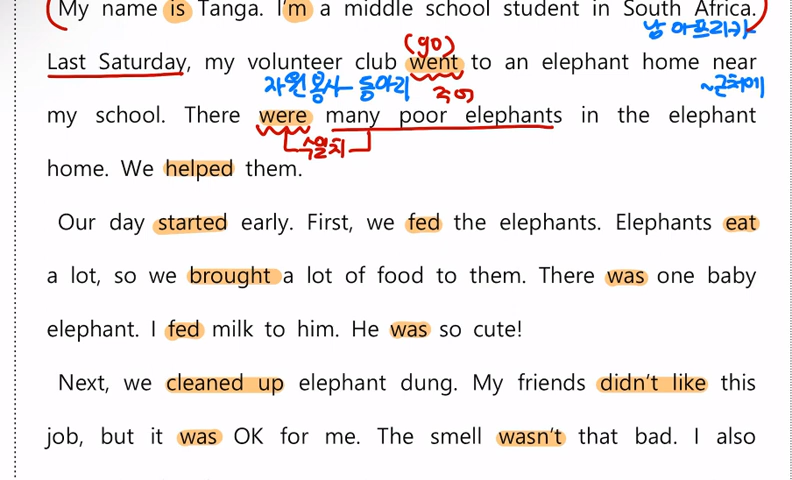 My name is Tanga. I'm a middle school student in South Africa.
남 아프리카
(go)
Last Saturday, my volunteer club went to an elephant home near
자원 봉사 동아리
과거
~근처에
my school. There were many poor elephants in the elephant
수일치
home. We helped them.
Our day started early. First, we fed the elephants. Elephants eat
a lot, so we brought a lot of food to them. There was one baby
elephant. I fed milk to him. He was so cute!
Next, we cleaned up elephant dung. My friends didn't like this
job, but it was OK for me. The smell wasn't that bad. I also